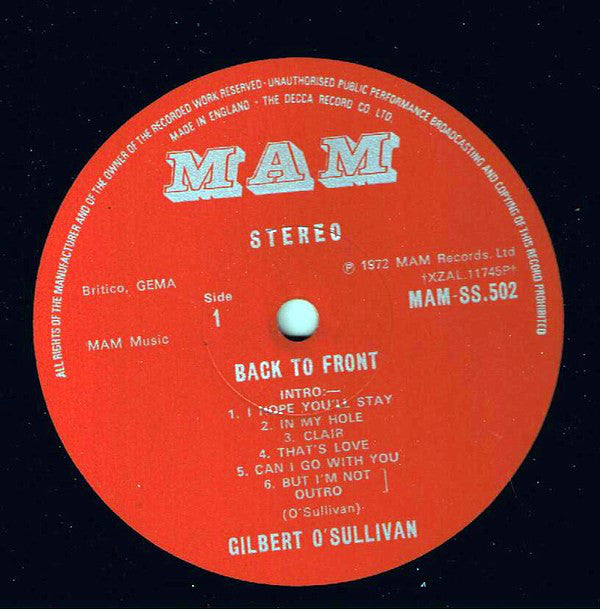 ALL RIGHTS OF THE MANUFACTURER AND OF THE OWNER OF THE RECORDED WORK RESERVED · UNAUTHORISED PUBLIC PERFORMANCE BROADCASTING AND COPYING OF THIS RECORD PROHIBITED
MADE IN ENGLAND · THE DECCA RECORD CO. LTD.
MAM
STEREO
℗ 1972 MAM Records. Ltd
†XZAL.11745P†
Britico, GEMA
Side
1
MAM-SS.502
MAM Music
BACK TO FRONT
INTRO:—
1. I HOPE YOU'LL STAY
2. IN MY HOLE
3. CLAIR
4. THAT'S LOVE
5. CAN I GO WITH YOU
6. BUT I'M NOT
OUTRO ]
(O'Sullivan)
GILBERT O'SULLIVAN